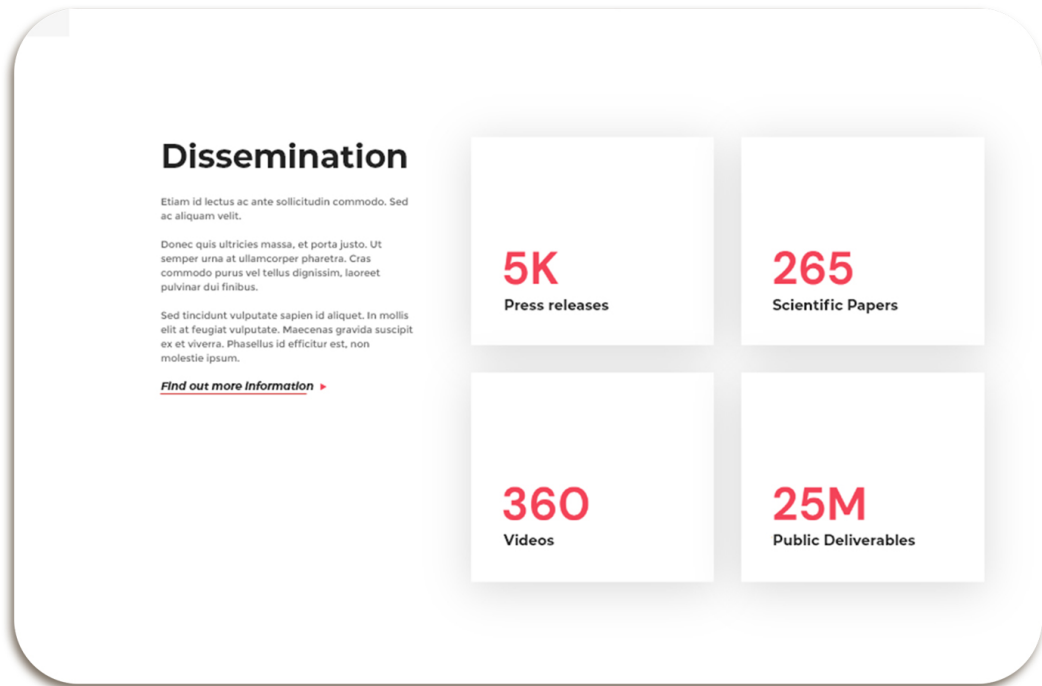 Dissemination
Etiam id lectus ac ante sollicitudin commodo. Sed
ac aliquam velit.
Donec quis ultricies massa, et porta justo. Ut
semper urna at ullamcorper pharetra. Cras
commodo purus vel tellus dignissim, laoreet
pulvinar dui finibus.
Sed tincidunt vulputate sapien id aliquet. In mollis
elit at feugiat vulputate. Maecenas gravida suscipit
ex et viverra. Phasellus id efficitur est, non
molestie ipsum.
Find out more information
5K
Press releases
265
Scientific Papers
360
Videos
25M
Public Deliverables